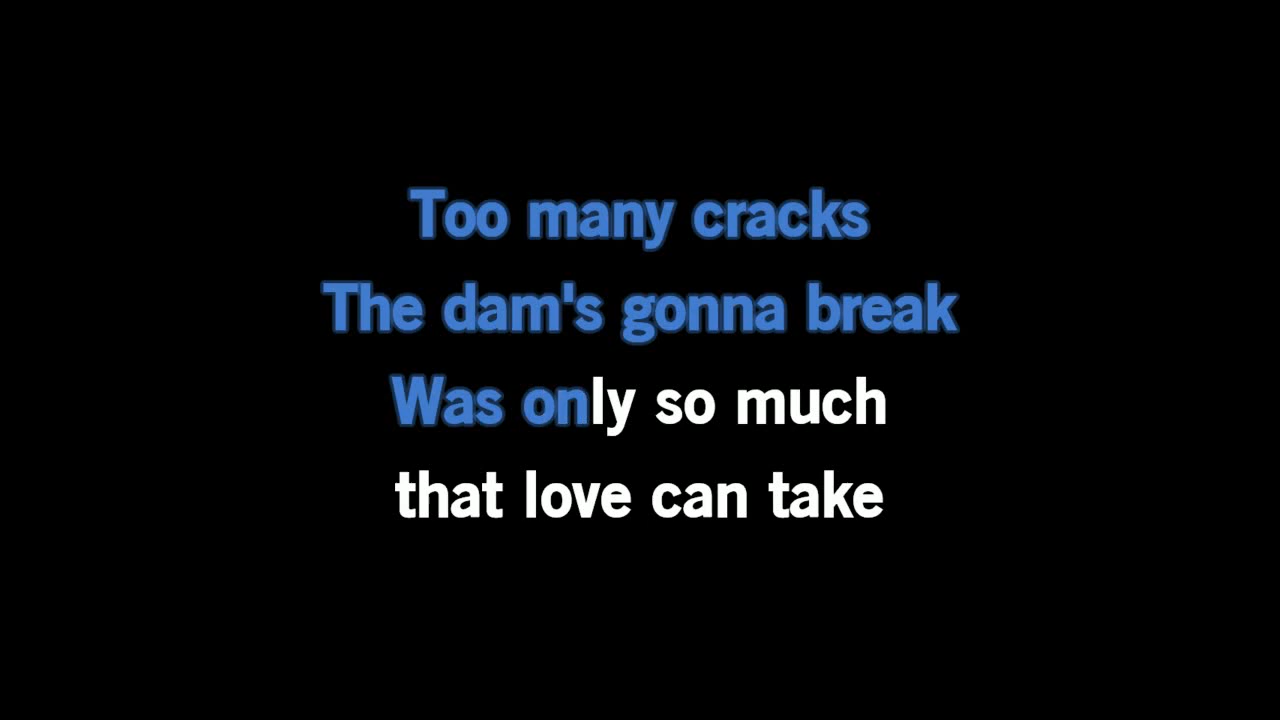 Too many cracks
The dam's gonna break
Was only so much
that love can take